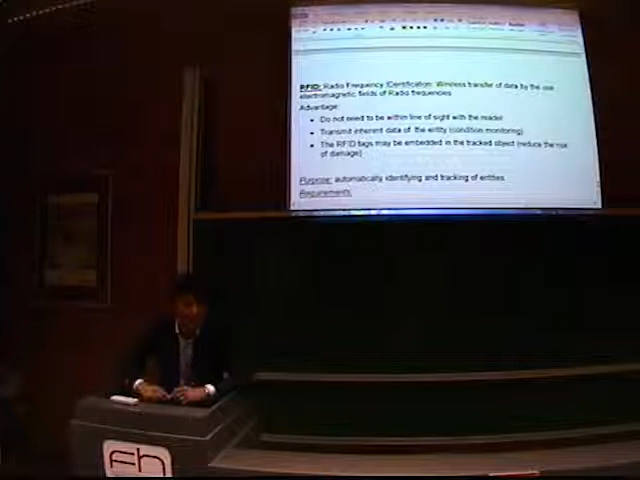 RFID: Radio Frequency IDentification: Wireless transfer of data by the use
electromagnetic fields of Radio frequencies
Advantage:
• Do not need to be within line of sight with the reader
• Transmit inherent data of the entity (condition monitoring)
• The RFID tags may be embedded in the tracked object (reduce the risk
of damage)
Purpose: automatically identifying and tracking of entities
Requirements:
fh